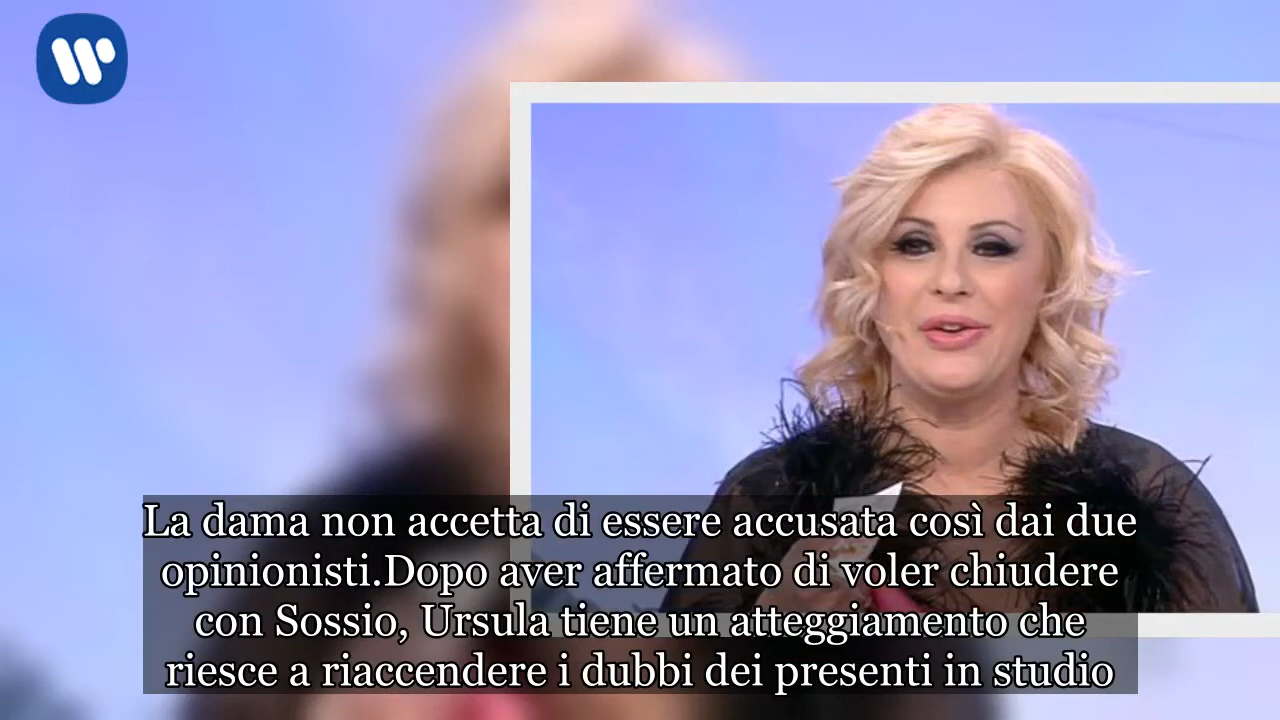 La dama non accetta di essere accusata così dai due
opinionisti.Dopo aver affermato di voler chiudere
con Sossio, Ursula tiene un atteggiamento che
riesce a riaccendere i dubbi dei presenti in studio